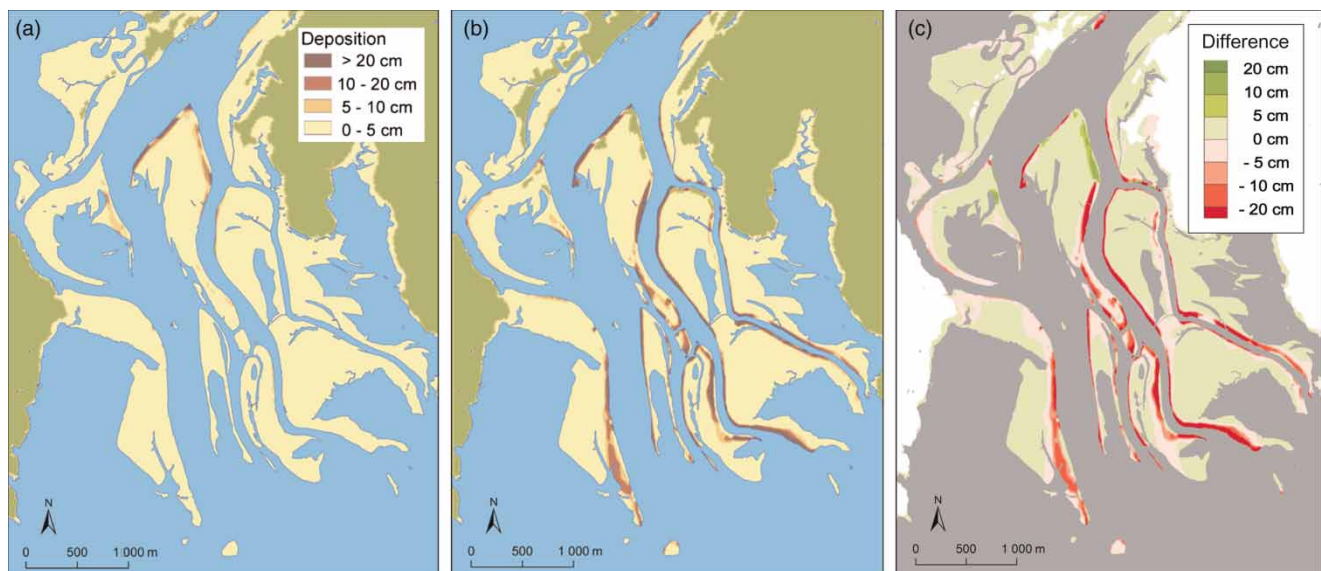 (a)
Deposition
> 20 cm
10 - 20 cm
5 - 10 cm
0 - 5 cm
N
0 500 1 000 m
(b)
N
0 500 1 000 m
(c)
Difference
20 cm
10 cm
5 cm
0 cm
- 5 cm
- 10 cm
- 20 cm
N
0 500 1 000 m